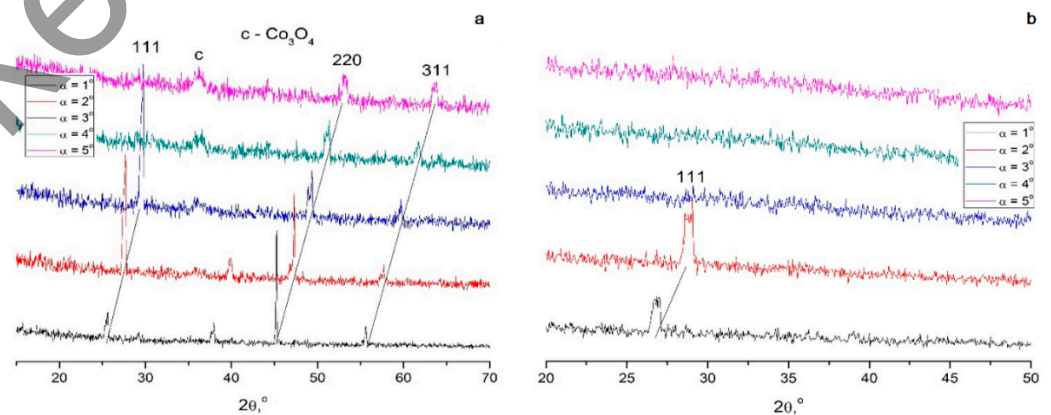 a
c - Co₃O₄
111
c
220
311
α = 1°
α = 2°
α = 3°
α = 4°
α = 5°
20 30 40 50 60 70
2θ,°
b
111
α = 1°
α = 2°
α = 3°
α = 4°
α = 5°
20 25 30 35 40 45 50
2θ,°